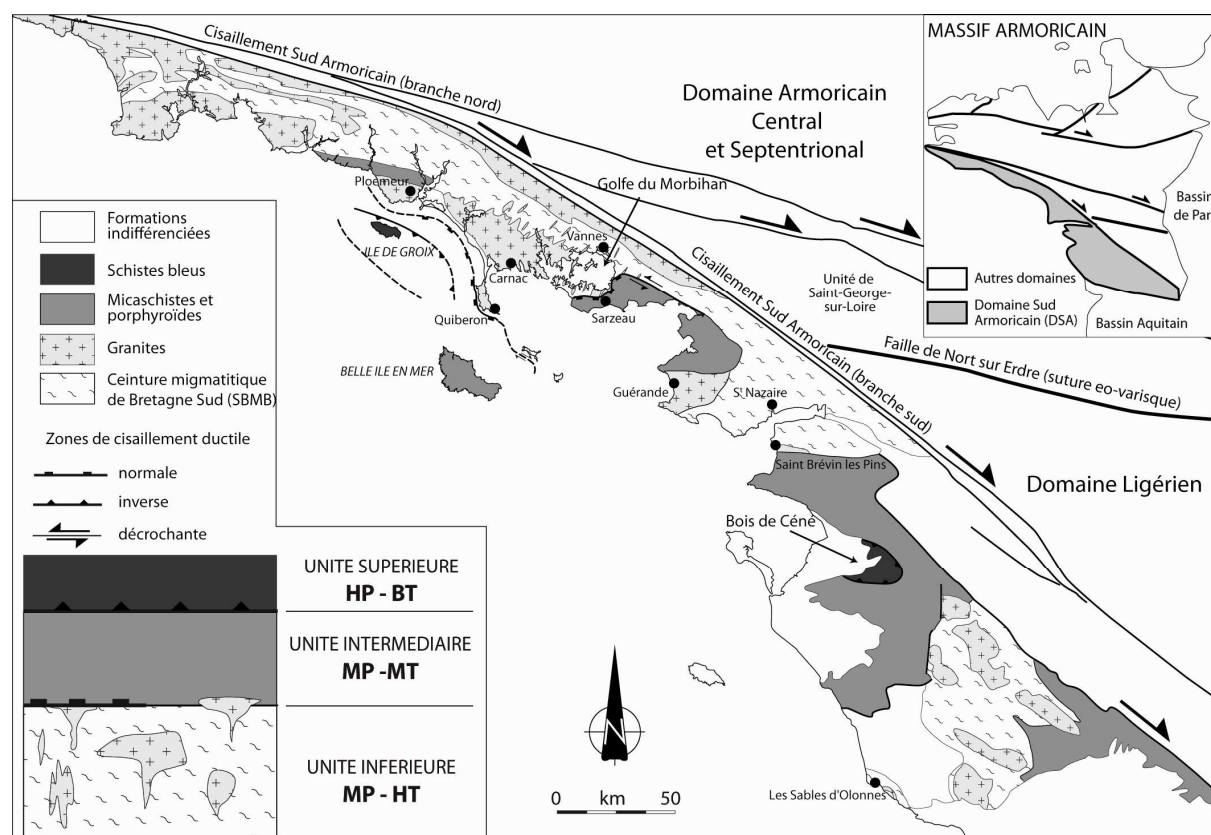 Cisaillement Sud Armoricain (branche nord)
Domaine Armoricain
Central
et Septentrional
Golfe du Morbihan
MASSIF ARMORICAIN
Bassin
de Par
Autres domaines
Domaine Sud
Armoricain (DSA)
Bassin Aquitain
Ploemeur
ILE DE GROIX
Vannes
Carnac
Quiberon
Sarzeau
BELLE ILE EN MER
Cisaillement Sud Armoricain (branche sud)
Unité de
Saint-George-
sur-Loire
Faille de Nort sur Erdre (suture eo-varisque)
Guérande
St Nazaire
Saint Brévin les Pins
Domaine Ligérien
Bois de Céné
Les Sables d'Olonnes
Formations
indifférenciées
Schistes bleus
Micaschistes et
porphyroïdes
Granites
Ceinture migmatitique
de Bretagne Sud (SBMB)
Zones de cisaillement ductile
normale
inverse
décrochante
UNITE SUPERIEURE
HP - BT
UNITE INTERMEDIAIRE
MP -MT
UNITE INFERIEURE
MP - HT
N
0 km 50